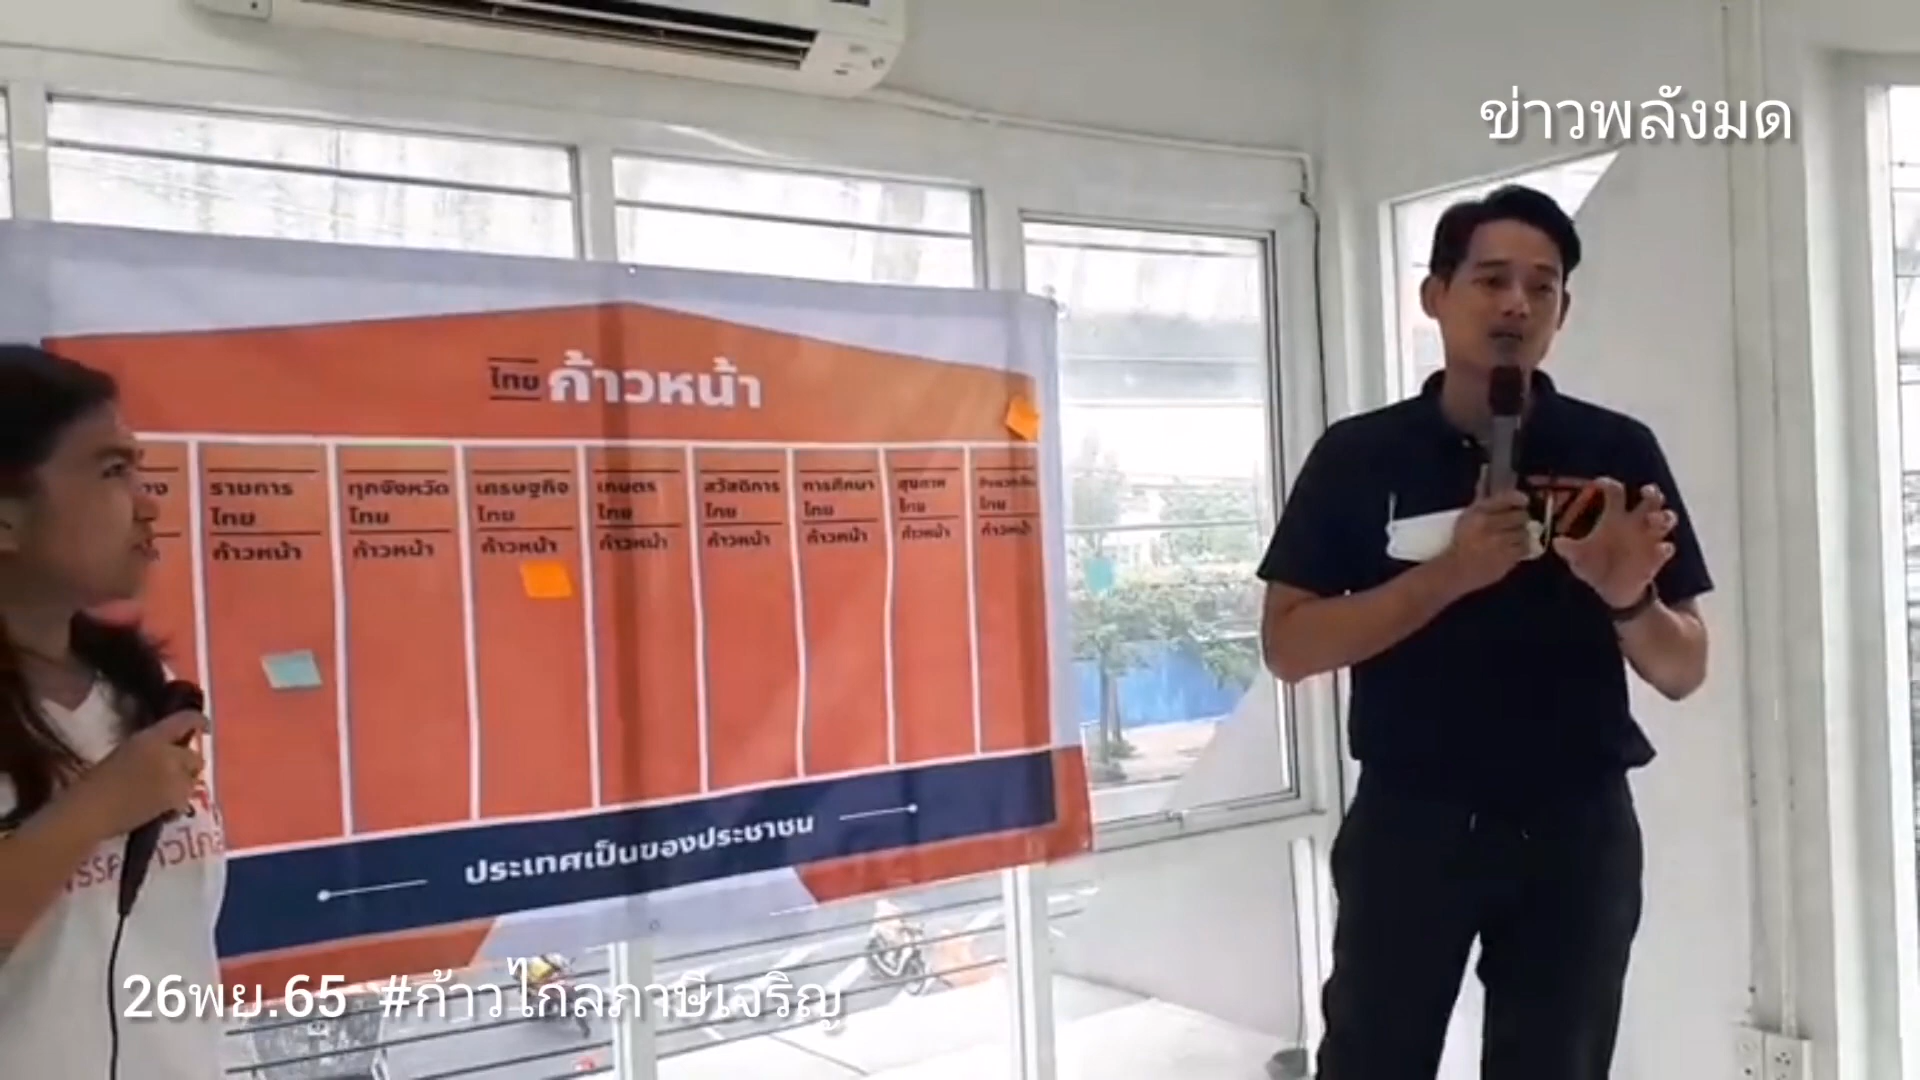 ข่าวพลังมด
ไทย ก้าวหน้า
ราชการ
ไทย
ก้าวหน้า
ทุกจังหวัด
ไทย
ก้าวหน้า
เศรษฐกิจ
ไทย
ก้าวหน้า
เกษตร
ไทย
ก้าวหน้า
สวัสดิการ
ไทย
ก้าวหน้า
การศึกษา
ไทย
ก้าวหน้า
สุขภาพ
ไทย
ก้าวหน้า
ไทย
ก้าวหน้า
ประเทศเป็นของประชาชน
26พย.65 #ก้าวไกลภาษีเจริญ